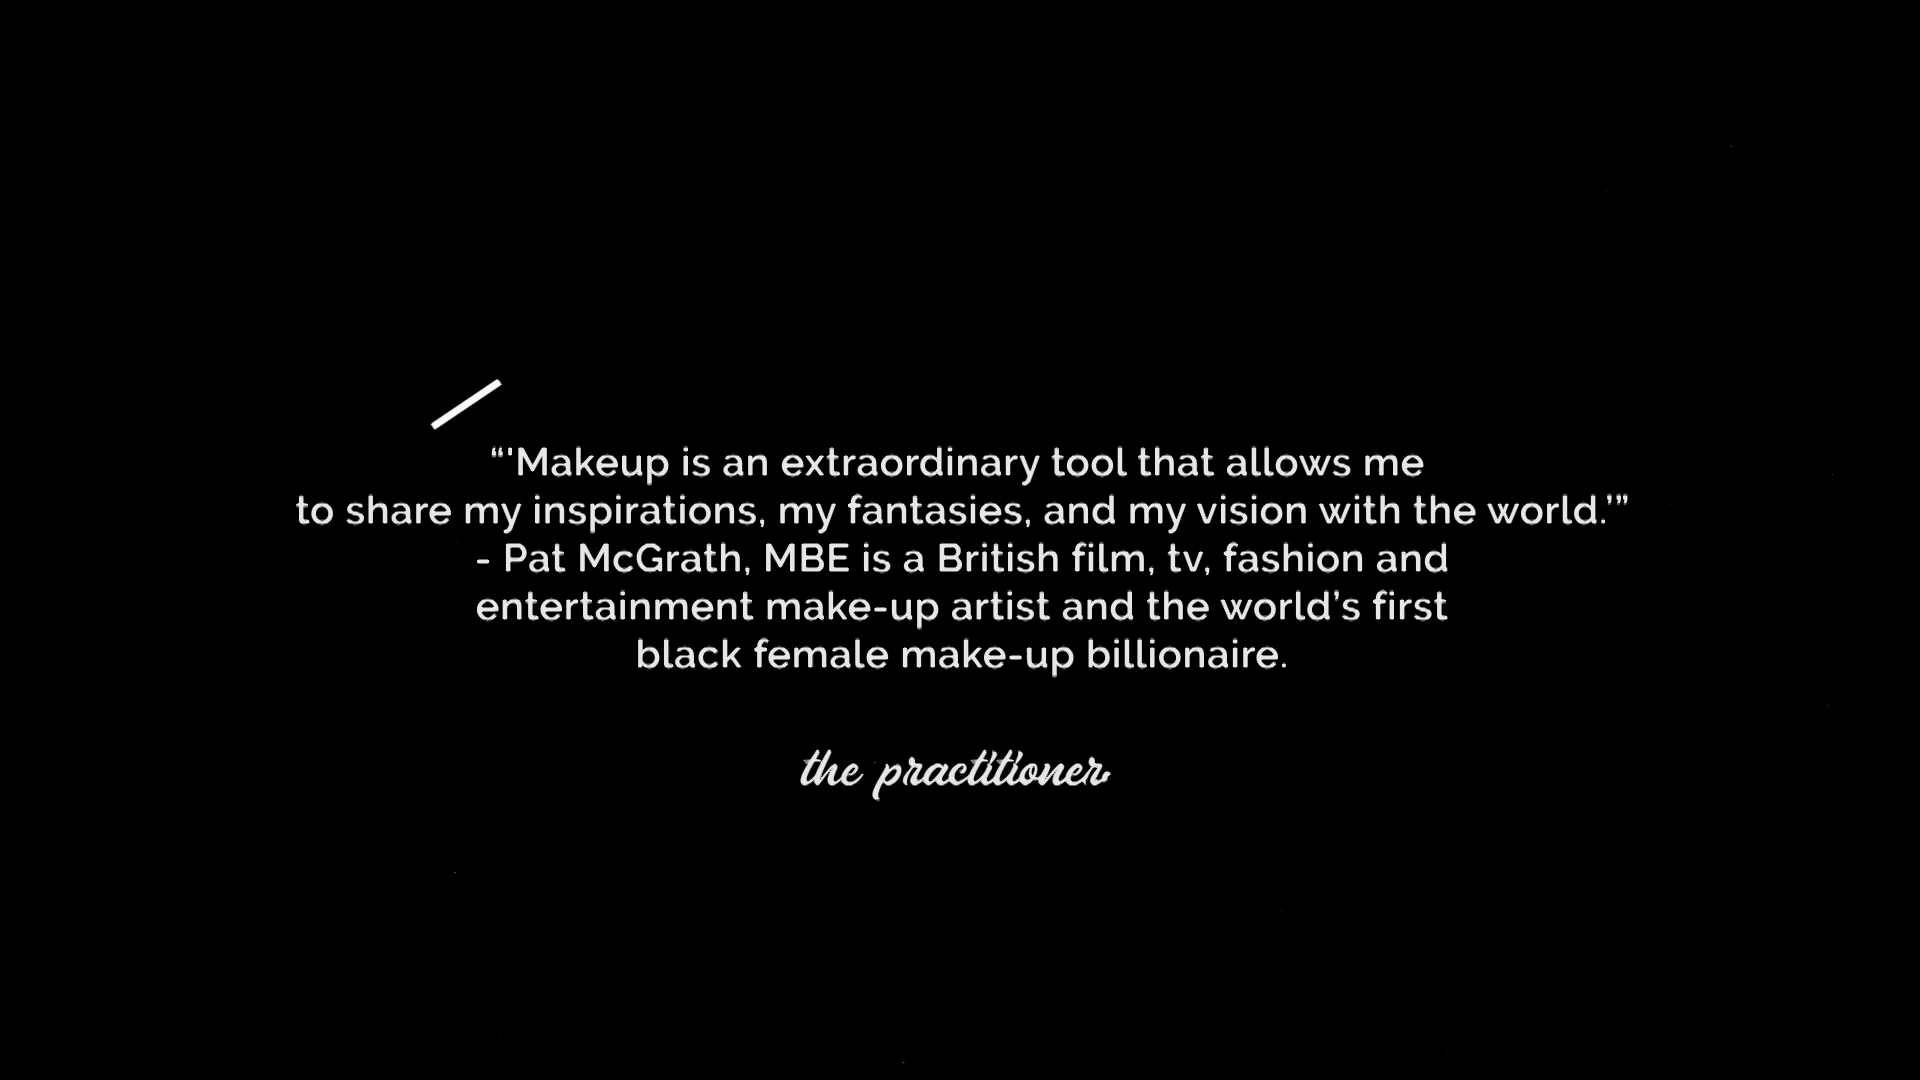 “'Makeup is an extraordinary tool that allows me
to share my inspirations, my fantasies, and my vision with the world.'”
- Pat McGrath, MBE is a British film, tv, fashion and
entertainment make-up artist and the world’s first
black female make-up billionaire.
the practitioner